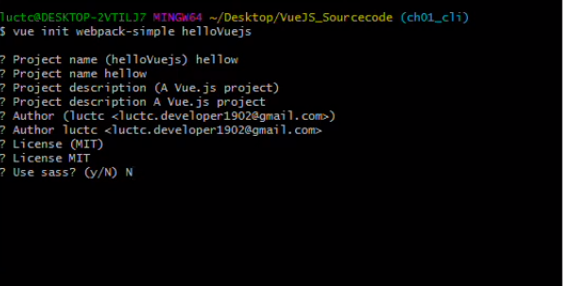 luctc@DESKTOP-2VTILJ7 MINGW64 ~/Desktop/VueJS_Sourcecode (ch01_cli)
$ vue init webpack-simple helloVuejs
? Project name (helloVuejs) hellow
? Project name hellow
? Project description (A Vue.js project)
? Project description A Vue.js project
? Author (luctc <luctc.developer1902@gmail.com>)
? Author luctc <luctc.developer1902@gmail.com>
? License (MIT)
? License MIT
? Use sass? (y/N) N